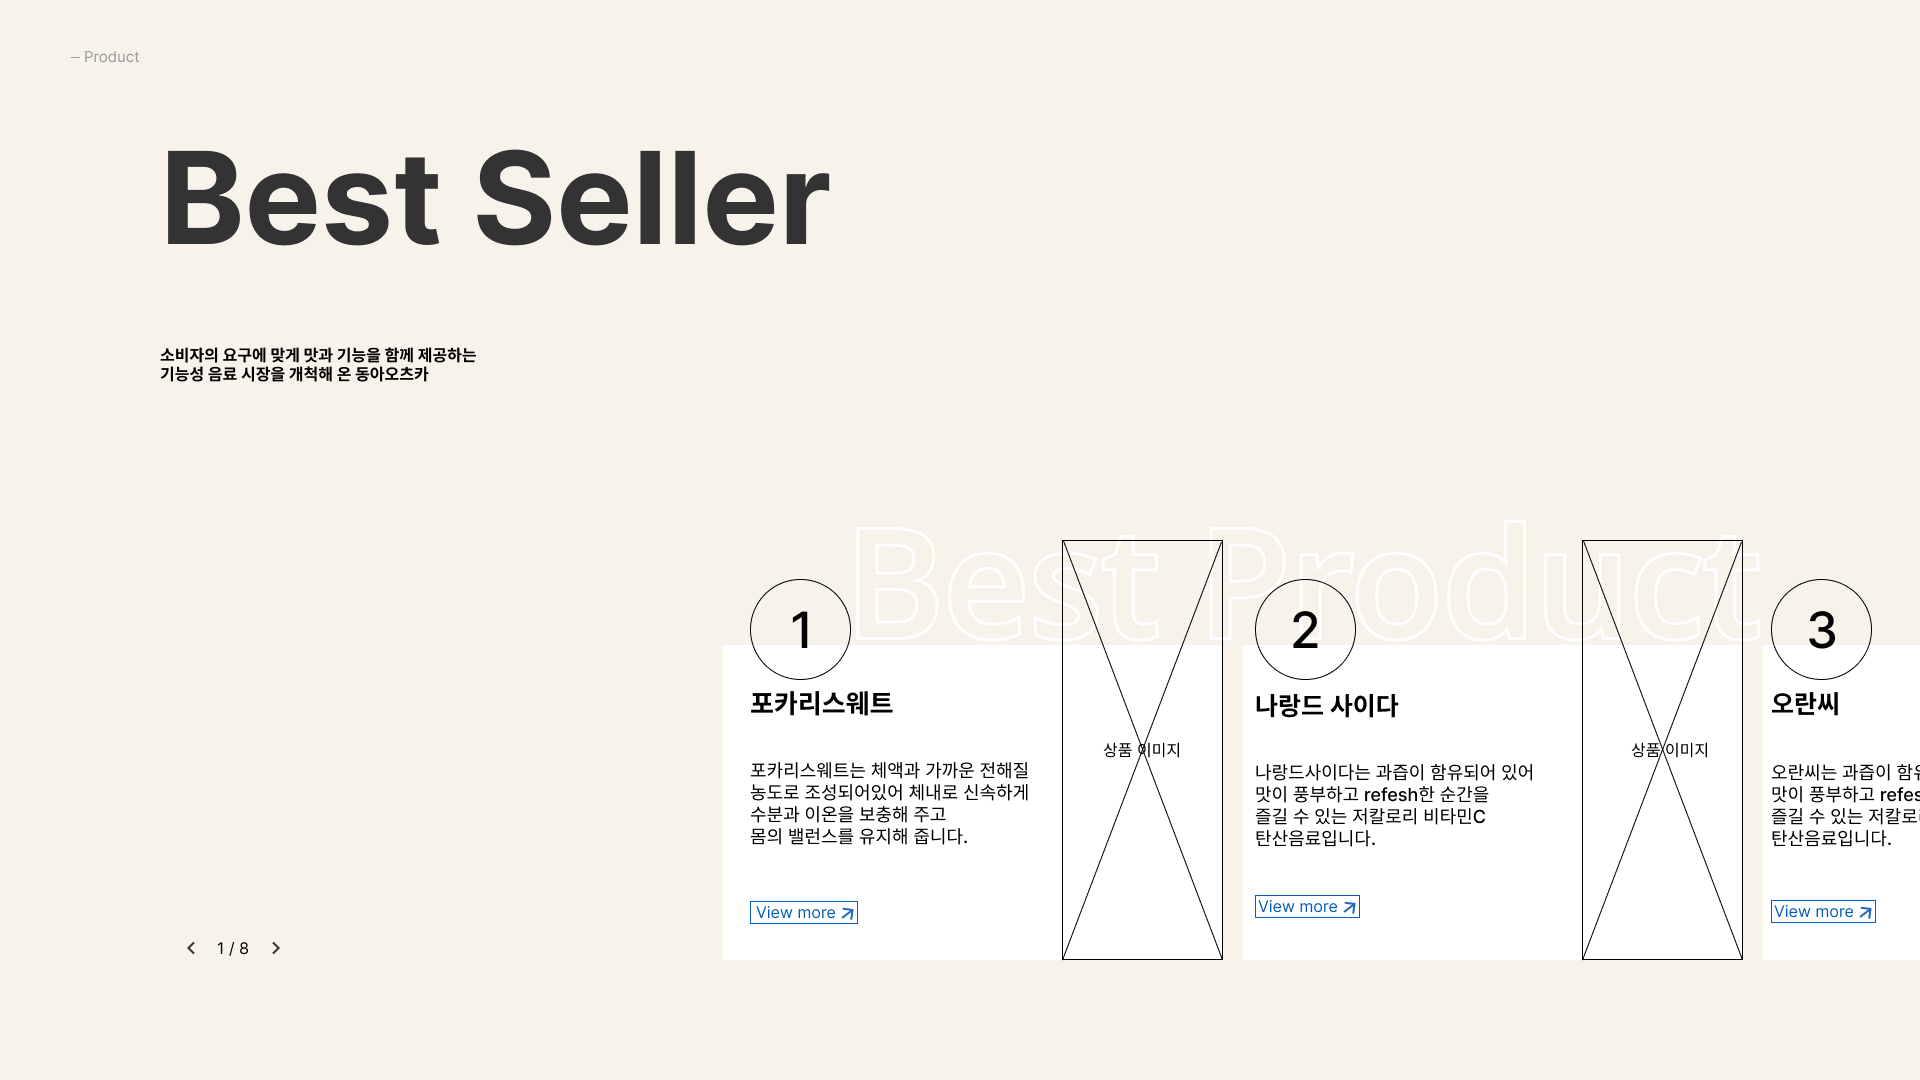 – Product
Best Seller
소비자의 요구에 맞게 맛과 기능을 함께 제공하는
기능성 음료 시장을 개척해 온 동아오츠카
Best Product
1
포카리스웨트
포카리스웨트는 체액과 가까운 전해질
농도로 조성되어있어 체내로 신속하게
수분과 이온을 보충해 주고
몸의 밸런스를 유지해 줍니다.
View more
상품 이미지
2
나랑드 사이다
나랑드사이다는 과즙이 함유되어 있어
맛이 풍부하고 refesh한 순간을
즐길 수 있는 저칼로리 비타민C
탄산음료입니다.
View more
상품 이미지
3
오란씨
오란씨는 과즙이
맛이 풍부하고
즐길 수 있는
탄산음료입니다.
View more
1 / 8